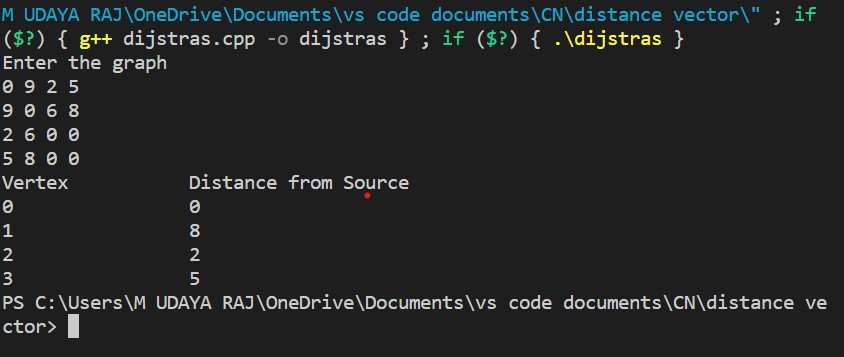 M UDAYA RAJ\OneDrive\Documents\vs code documents\CN\distance vector\" ; if
($?) { g++ dijstras.cpp -o dijstras } ; if ($?) { .\dijstras }
Enter the graph
0 9 2 5
9 0 6 8
2 6 0 0
5 8 0 0
Vertex Distance from Source
0 0
1 8
2 2
3 5
PS C:\Users\M UDAYA RAJ\OneDrive\Documents\vs code documents\CN\distance ve
ctor>